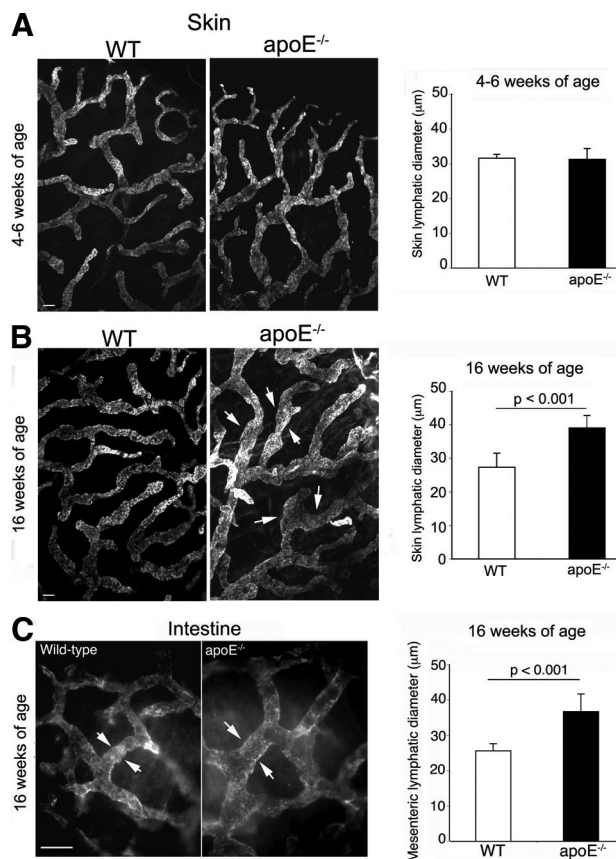 A
Skin
WT
apoE-/-
4-6 weeks of age
4-6 weeks of age
Skin lymphatic diameter (μm)
50
40
30
20
10
0
WT
apoE-/-
B
WT
apoE-/-
16 weeks of age
16 weeks of age
p < 0.001
Skin lymphatic diameter (μm)
50
40
30
20
10
0
WT
apoE-/-
C
Intestine
Wild-type
apoE-/-
16 weeks of age
16 weeks of age
p < 0.001
Mesenteric lymphatic diameter (μm)
50
40
30
20
10
0
WT
apoE-/-